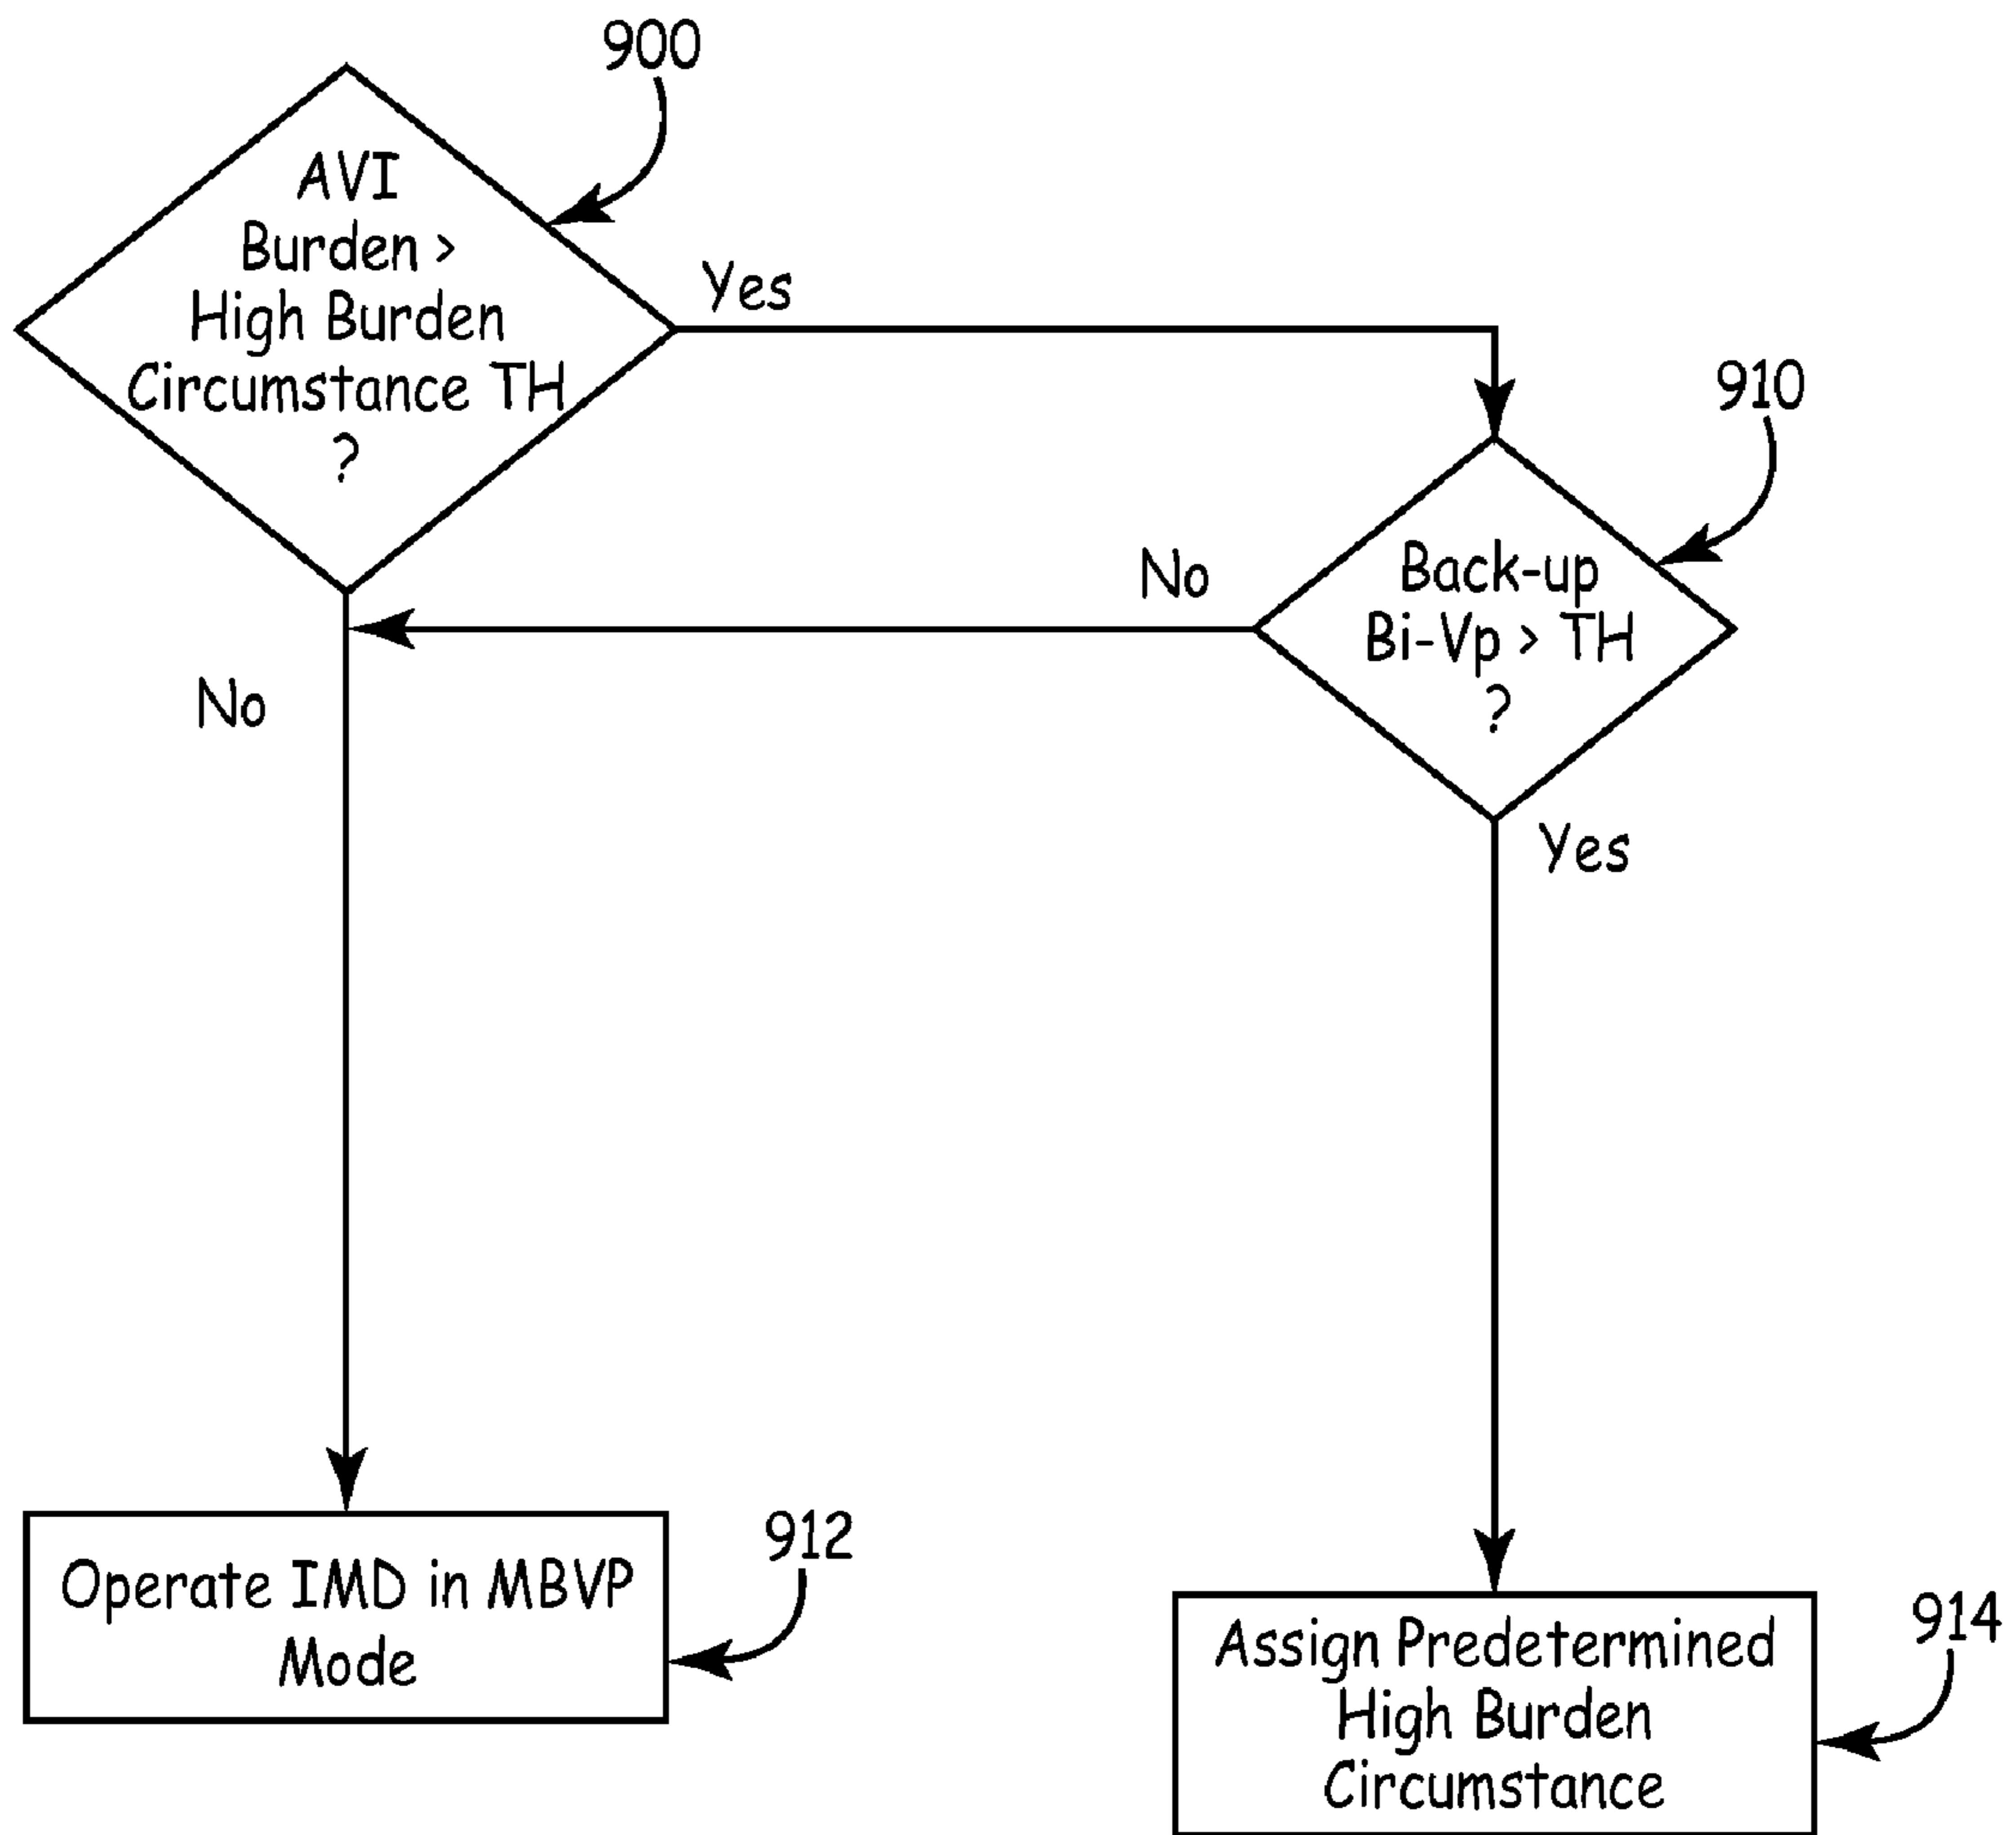 900
AVI
Burden >
High Burden
Circumstance TH
?
Yes
910
Back-up
Bi-Vp > TH
?
No
No
Yes
912
Operate IMD in MBVP
Mode
914
Assign Predetermined
High Burden
Circumstance